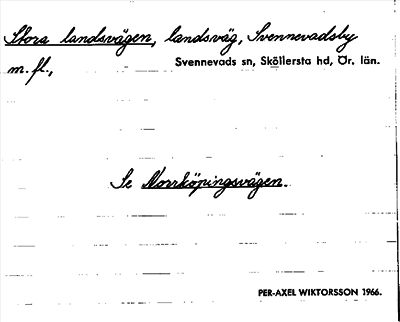 Stora landsvägen, landsväg, Svennevadsby
m.fl., Svennevads sn, Sköllersta hd, Ör. län.
Se Norrköpingsvägen.
PER-AXEL WIKTORSSON 1966.